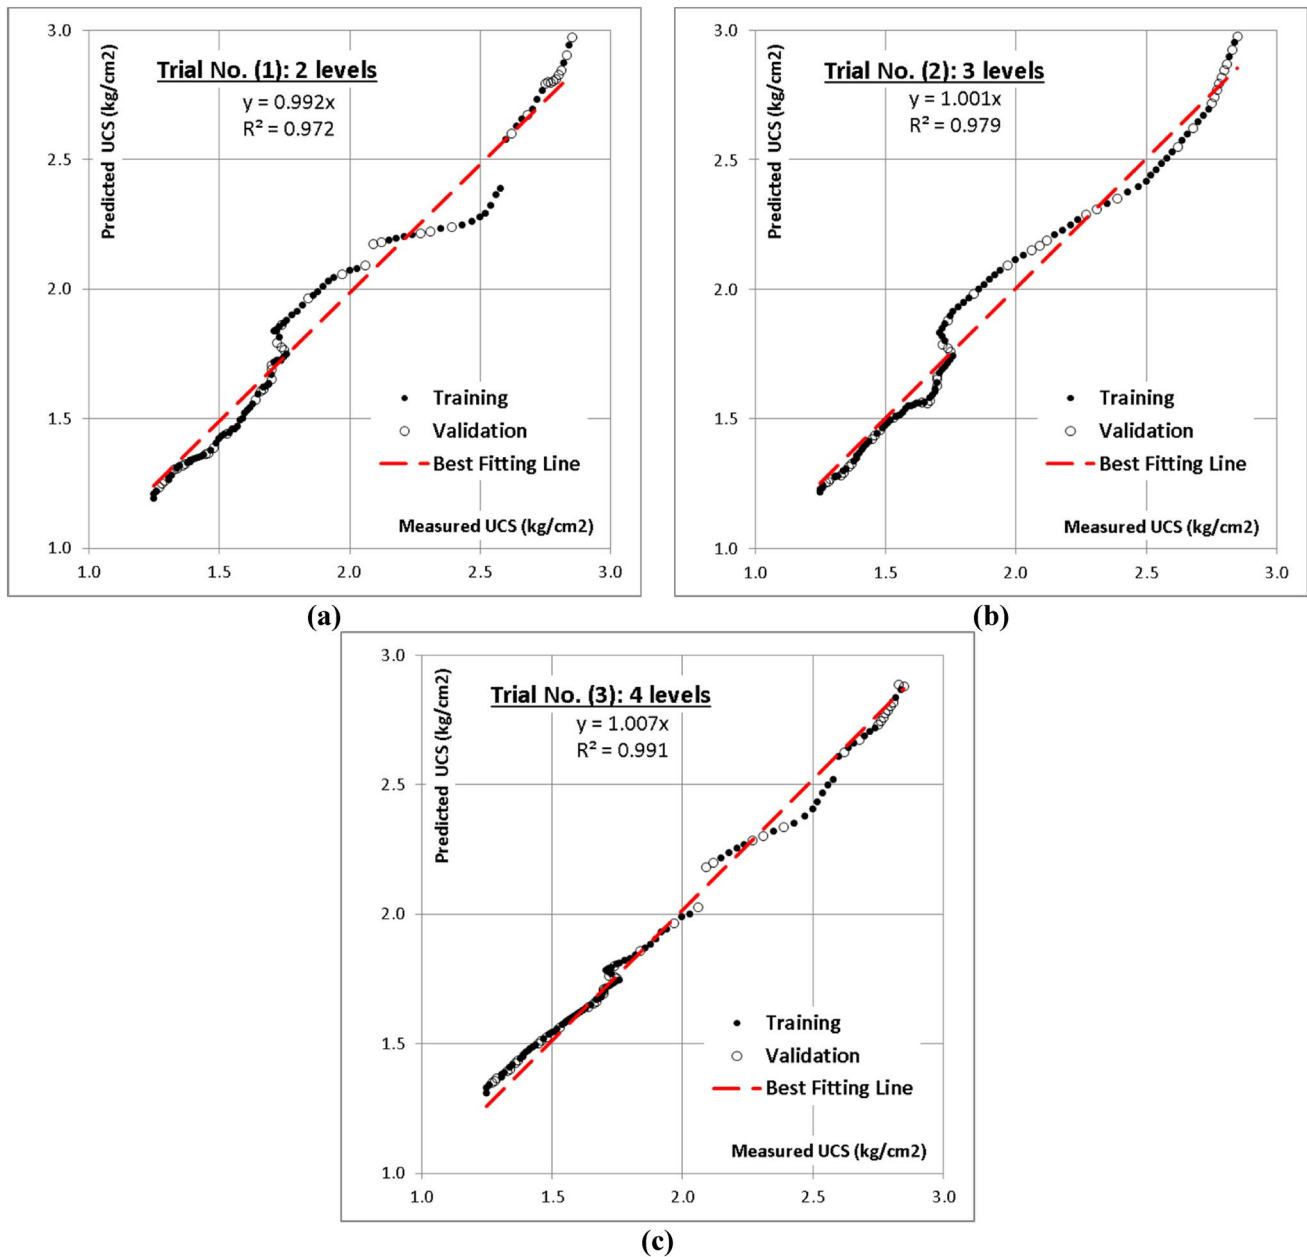 Trial No. (1): 2 levels
y = 0.992x
R² = 0.972
Predicted UCS (kg/cm2)
3.0
2.5
2.0
1.5
1.0
Training
Validation
Best Fitting Line
Measured UCS (kg/cm2)
1.0 1.5 2.0 2.5 3.0
(a)
Trial No. (2): 3 levels
y = 1.001x
R² = 0.979
Predicted UCS (kg/cm2)
3.0
2.5
2.0
1.5
1.0
Training
Validation
Best Fitting Line
Measured UCS (kg/cm2)
1.0 1.5 2.0 2.5 3.0
(b)
Trial No. (3): 4 levels
y = 1.007x
R² = 0.991
Predicted UCS (kg/cm2)
3.0
2.5
2.0
1.5
1.0
Training
Validation
Best Fitting Line
Measured UCS (kg/cm2)
1.0 1.5 2.0 2.5 3.0
(c)